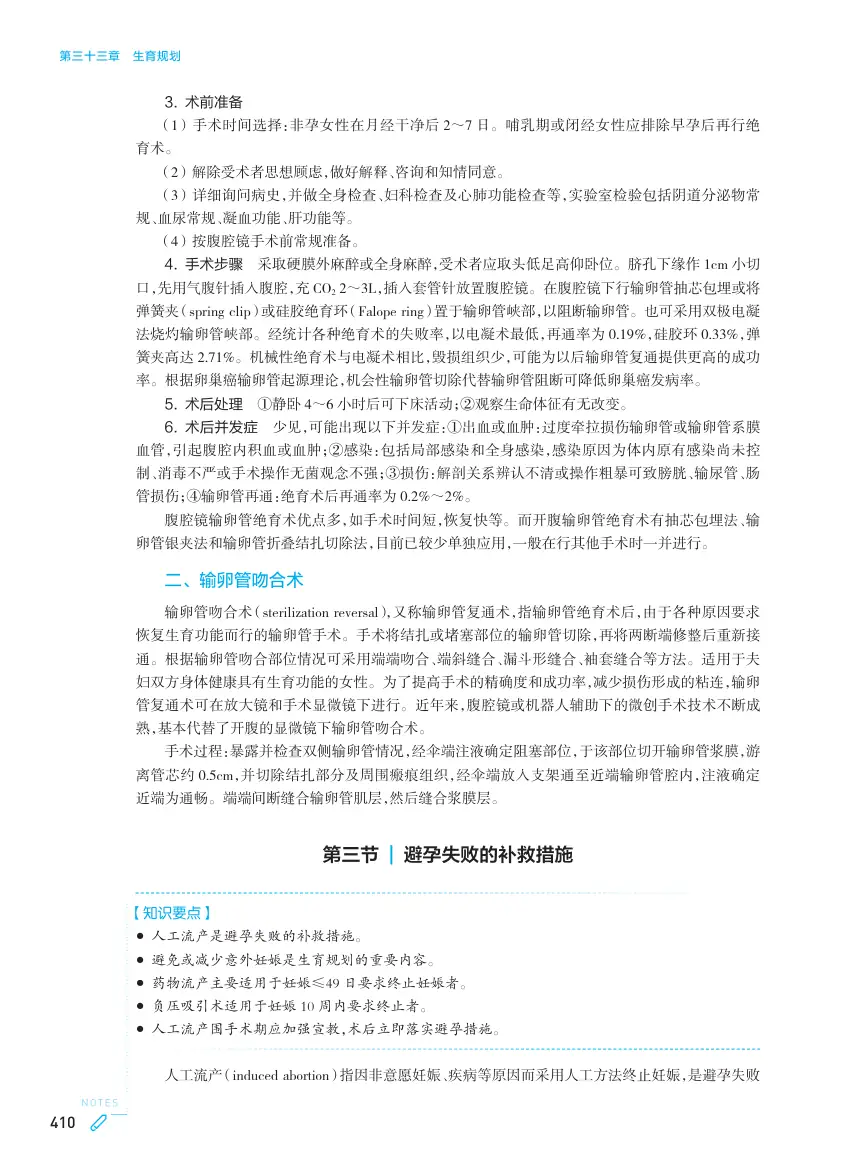 第三十三章 生育规划
3. 术前准备
（1）手术时间选择：非孕女性在月经干净后 2～7 日。哺乳期或闭经女性应排除早孕后再行绝
育术。
（2）解除受术者思想顾虑，做好解释、咨询和知情同意。
（3）详细询问病史，并做全身检查、妇科检查及心肺功能检查等，实验室检验包括阴道分泌物常
规、血尿常规、凝血功能、肝功能等。
（4）按腹腔镜手术前常规准备。
4. 手术步骤 采取硬膜外麻醉或全身麻醉，受术者应取头低足高仰卧位。脐孔下缘作 1cm 小切
口，先用气腹针插入腹腔，充 CO₂ 2～3L，插入套管针放置腹腔镜。在腹腔镜下行输卵管抽芯包埋或将
弹簧夹（spring clip）或硅胶绝育环（Falope ring）置于输卵管峡部，以阻断输卵管。也可采用双极电凝
法烧灼输卵管峡部。经统计各种绝育术的失败率，以电凝术最低，再通率为 0.19%，硅胶环 0.33%，弹
簧夹高达 2.71%。机械性绝育术与电凝术相比，毁损组织少，可能为以后输卵管复通提供更高的成功
率。根据卵巢癌输卵管起源理论，机会性输卵管切除代替输卵管阻断可降低卵巢癌发病率。
5. 术后处理 ①静卧 4～6 小时后可下床活动；②观察生命体征有无改变。
6. 术后并发症 少见，可能出现以下并发症：①出血或血肿：过度牵拉损伤输卵管或输卵管系膜
血管，引起腹腔内积血或血肿；②感染：包括局部感染和全身感染，感染原因为体内原有感染尚未控
制、消毒不严或手术操作无菌观念不强；③损伤：解剖关系辨认不清或操作粗暴可致膀胱、输尿管、肠
管损伤；④输卵管再通：绝育术后再通率为 0.2%～2%。
腹腔镜输卵管绝育术优点多，如手术时间短，恢复快等。而开腹输卵管绝育术有抽芯包埋法、输
卵管银夹法和输卵管折叠结扎切除法，目前已较少单独应用，一般在行其他手术时一并进行。
二、输卵管吻合术
输卵管吻合术（sterilization reversal），又称输卵管复通术，指输卵管绝育术后，由于各种原因要求
恢复生育功能而行的输卵管手术。手术将结扎或堵塞部位的输卵管切除，再将两断端修整后重新接
通。根据输卵管吻合部位情况可采用端端吻合、端斜缝合、漏斗形缝合、袖套缝合等方法。适用于夫
妇双方身体健康具有生育功能的女性。为了提高手术的精确度和成功率，减少损伤形成的粘连，输卵
管复通术可在放大镜和手术显微镜下进行。近年来，腹腔镜或机器人辅助下的微创手术技术不断成
熟，基本代替了开腹的显微镜下输卵管吻合术。
手术过程：暴露并检查双侧输卵管情况，经伞端注液确定阻塞部位，于该部位切开输卵管浆膜，游
离管芯约 0.5cm，并切除结扎部分及周围瘢痕组织，经伞端放入支架通至近端输卵管腔内，注液确定
近端为通畅。端端间断缝合输卵管肌层，然后缝合浆膜层。
第三节 | 避孕失败的补救措施
【知识要点】
● 人工流产是避孕失败的补救措施。
● 避免或减少意外妊娠是生育规划的重要内容。
● 药物流产主要适用于妊娠≤49 日要求终止妊娠者。
● 负压吸引术适用于妊娠 10 周内要求终止者。
● 人工流产围手术期应加强宣教，术后立即落实避孕措施。
人工流产（induced abortion）指因非意愿妊娠、疾病等原因而采用人工方法终止妊娠，是避孕失败
NOTES
410